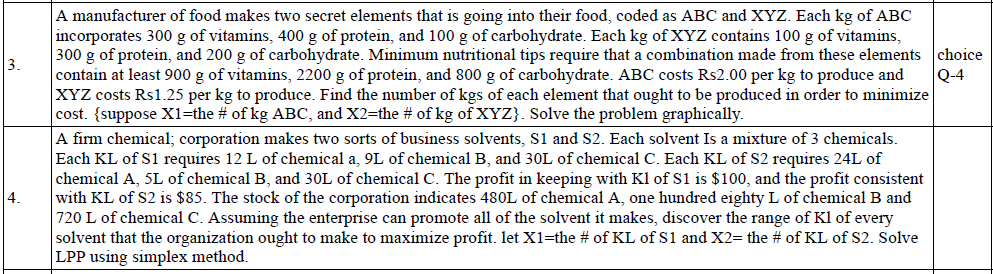 A manufacturer of food makes two secret elements that is going into their food, coded as ABC and XYZ. Each kg of ABC
incorporates 300 g of vitamins, 400 g of protein, and 100 g of carbohydrate. Each kg of XYZ contains 100 g of vitamins,
300 g of protein, and 200 g of carbohydrate. Minimum nutritional tips require that a combination made from these elements
contain at least 900 g of vitamins, 2200 g of protein, and 800 g of carbohydrate. ABC costs Rs2.00 per kg to produce and
XYZ costs Rs1.25 per kg to produce. Find the number of kgs of each element that ought to be produced in order to minimize
cost. {suppose X1=the # of kg ABC, and X2=the # of kg of XYZ}. Solve the problem graphically.
3.
choice
Q-4
A firm chemical; corporation makes two sorts of business solvents, S1 and S2. Each solvent Is a mixture of 3 chemicals.
Each KL of S1 requires 12 L of chemical a, 9L of chemical B, and 30L of chemical C. Each KL of S2 requires 24L of
chemical A, 5L of chemical B, and 30L of chemical C. The profit in keeping with Kl of S1 is $100, and the profit consistent
with KL of S2 is $85. The stock of the corporation indicates 480L of chemical A, one hundred eighty L of chemical B and
720 L of chemical C. Assuming the enterprise can promote all of the solvent it makes, discover the range of Kl of every
solvent that the organization ought to make to maximize profit. let X1=the # of KL of S1 and X2= the # of KL of S2. Solve
LPP using simplex method.
4.